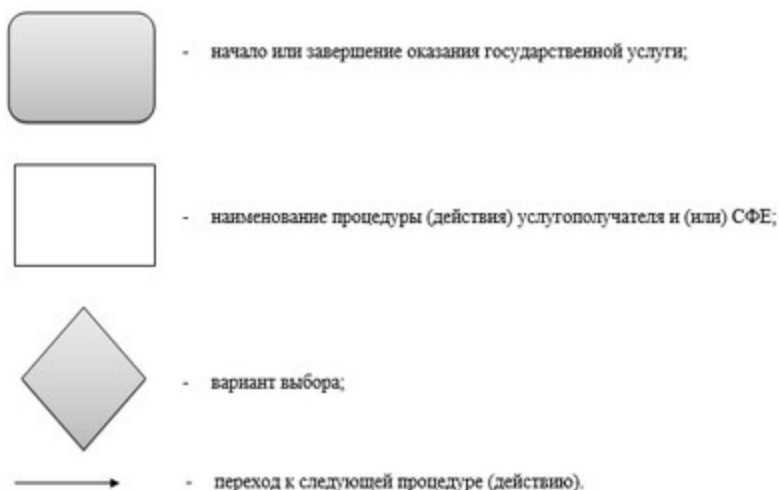 - начало или завершение оказания государственной услуги;
- наименование процедуры (действия) услугополучателя и (или) СФЕ;
- вариант выбора;
- переход к следующей процедуре (действию).